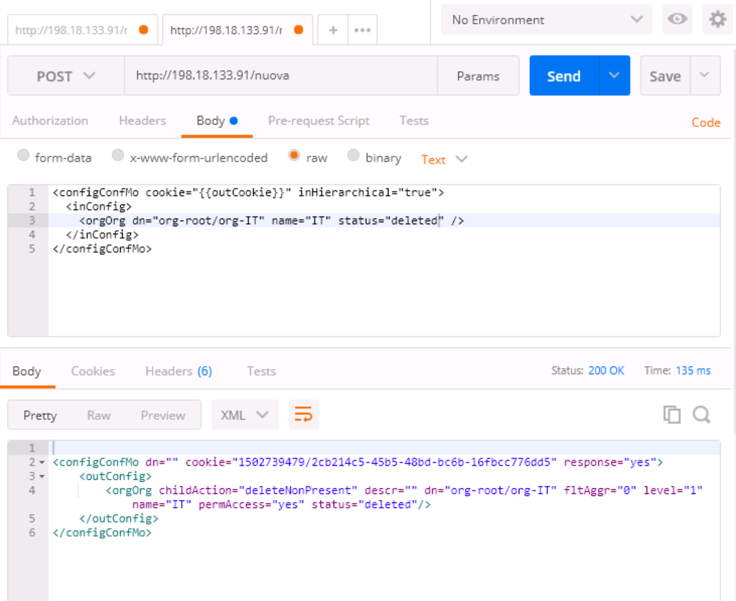 http://198.18.133.91/r
http://198.18.133.91/r
+
•••
No Environment
POST
http://198.18.133.91/nuova
Params
Send
Save
Authorization
Headers
Body
Pre-request Script
Tests
Code
form-data
x-www-form-urlencoded
raw
binary
Text
1 <configConfMo cookie="{{outCookie}}" inHierarchical="true">
2 <inConfig>
3 <orgOrg dn="org-root/org-IT" name="IT" status="deleted" />
4 </inConfig>
5 </configConfMo>
Body
Cookies
Headers (6)
Tests
Status: 200 OK
Time: 135 ms
Pretty
Raw
Preview
XML
1
2 <configConfMo dn="" cookie="1502739479/2cb214c5-45b5-48bd-bc6b-16fbcc776dd5" response="yes">
3 <outConfig>
4 <orgOrg childAction="deleteNonPresent" descr="" dn="org-root/org-IT" fltAggr="0" level="1"
name="IT" permAccess="yes" status="deleted"/>
5 </outConfig>
6 </configConfMo>